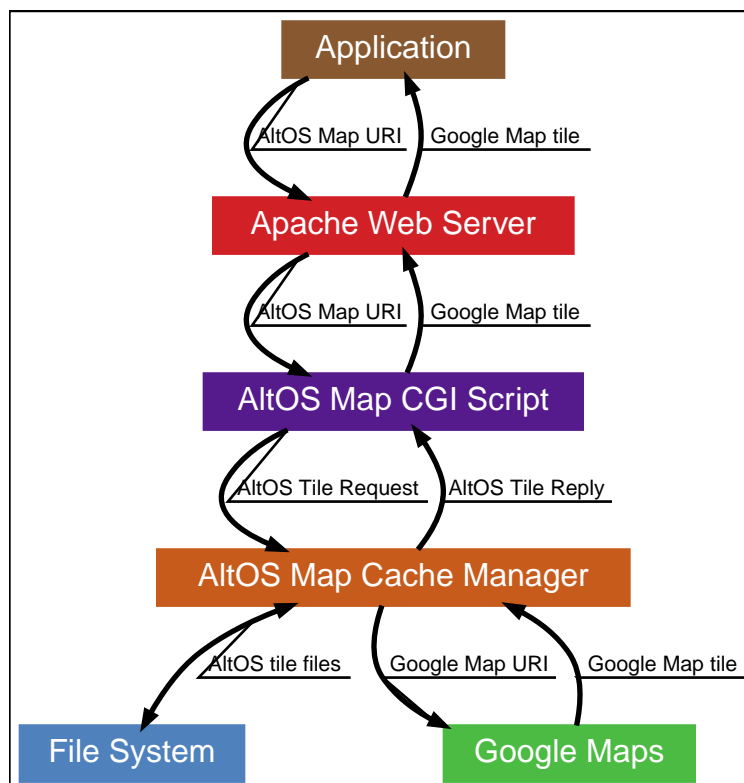 Application
AltOS Map URI
Google Map tile
Apache Web Server
AltOS Map URI
Google Map tile
AltOS Map CGI Script
AltOS Tile Request
AltOS Tile Reply
AltOS Map Cache Manager
AltOS tile files
Google Map URI
Google Map tile
File System
Google Maps